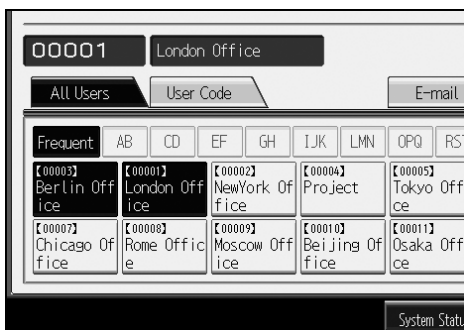 00001 London Office
All Users User Code E-mail
Frequent AB CD EF GH IJK LMN OPQ RST
【00003】 【00001】 【00002】 【00004】 【00005】
Berlin Off London Off NewYork Of Project Tokyo Off
ice ice fice ce
【00007】 【00008】 【00009】 【00010】 【00011】
Chicago Of Rome Offic Moscow Off Beijing Of Osaka Off
fice e ice fice ce
System Statu